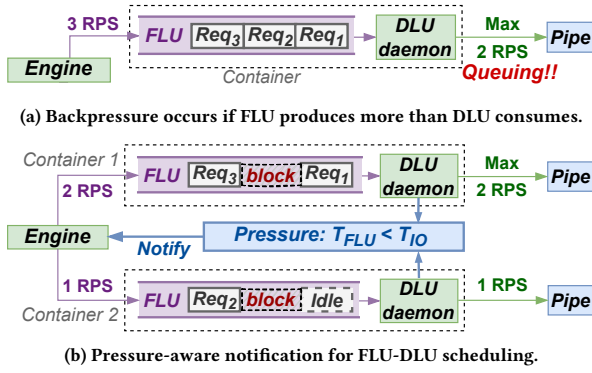 3 RPS
FLU Req3 Req2 Req1
DLU daemon
Max 2 RPS
Queuing!!
Pipe
Engine
Container
(a) Backpressure occurs if FLU produces more than DLU consumes.
Container 1
2 RPS
FLU Req3 block Req1
DLU daemon
Max 2 RPS
Pipe
Engine
Notify
Pressure: TFLU < TIO
1 RPS
FLU Req2 block Idle
DLU daemon
1 RPS
Pipe
Container 2
(b) Pressure-aware notification for FLU-DLU scheduling.